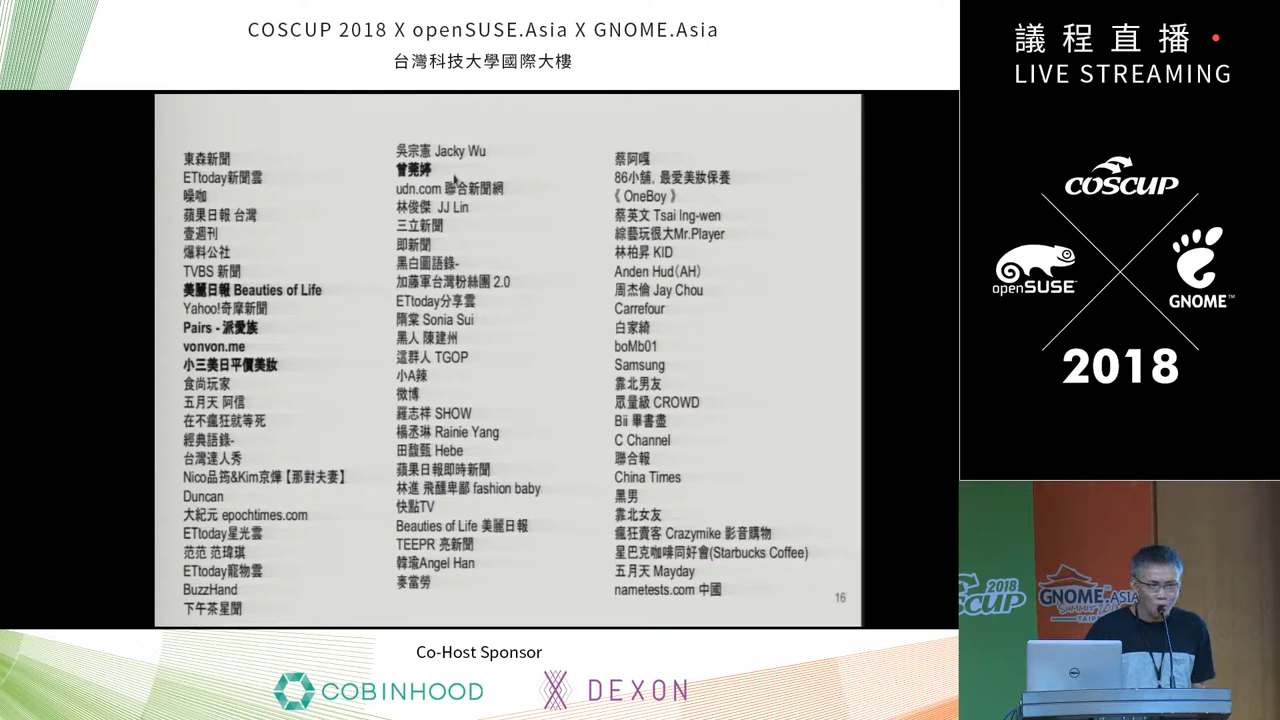 COSCUP 2018 X openSUSE.Asia X GNOME.Asia
台灣科技大學國際大樓
議程直播
LIVE STREAMING
東森新聞
ETtoday新聞雲
噪咖
蘋果日報 台灣
壹週刊
爆料公社
TVBS 新聞
美麗日報 Beauties of Life
Yahoo!奇摩新聞
Pairs - 派愛族
vonvon.me
小三美日平價美妝
食尚玩家
五月天 阿信
在不瘋狂就等死
經典語錄-
台灣達人秀
Nico品筠&Kim京燁【那對夫妻】
Duncan
大紀元 epochtimes.com
ETtoday星光雲
范范 范瑋琪
ETtoday寵物雲
BuzzHand
下午茶星聞
吳宗憲 Jacky Wu
曾莞婷
udn.com 聯合新聞網
林俊傑 JJ Lin
三立新聞
即新聞
黑白圖語錄-
加藤軍台灣粉絲團 2.0
ETtoday分享雲
隋棠 Sonia Sui
黑人 陳建州
這群人 TGOP
小A辣
微博
羅志祥 SHOW
楊丞琳 Rainie Yang
田馥甄 Hebe
蘋果日報即時新聞
林進 飛醺卑鄙 fashion baby
快點TV
Beauties of Life 美麗日報
TEEPR 亮新聞
韓瑜Angel Han
麥當勞
蔡阿嘎
86小舖, 最愛美妝保養
《 OneBoy 》
蔡英文 Tsai Ing-wen
綜藝玩很大Mr.Player
林柏昇 KID
Anden Hud(AH)
周杰倫 Jay Chou
Carrefour
白家綺
boMb01
Samsung
靠北男友
眾量級 CROWD
Bii 畢書盡
C Channel
聯合報
China Times
黑男
靠北女友
瘋狂賣客 Crazymike 影音購物
星巴克咖啡同好會(Starbucks Coffee)
五月天 Mayday
nametests.com 中國
16
COSCUP
openSUSE
GNOME™
2018
2018
COSCUP
GNOME.ASIA
Co-Host Sponsor
COBINHOOD
DEXON
DELL